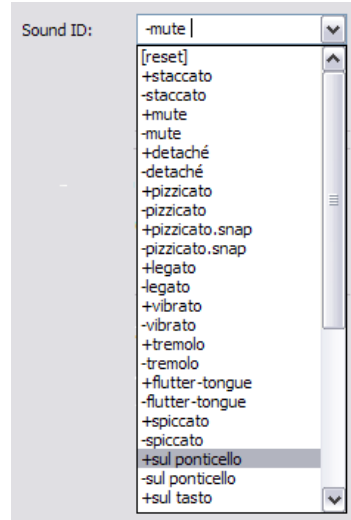 Sound ID: -mute
[reset]
+staccato
-staccato
+mute
-mute
+detaché
-detaché
+pizzicato
-pizzicato
+pizzicato.snap
-pizzicato.snap
+legato
-legato
+vibrato
-vibrato
+tremolo
-tremolo
+flutter-tongue
-flutter-tongue
+spiccato
-spiccato
+sul ponticello
-sul ponticello
+sul tasto